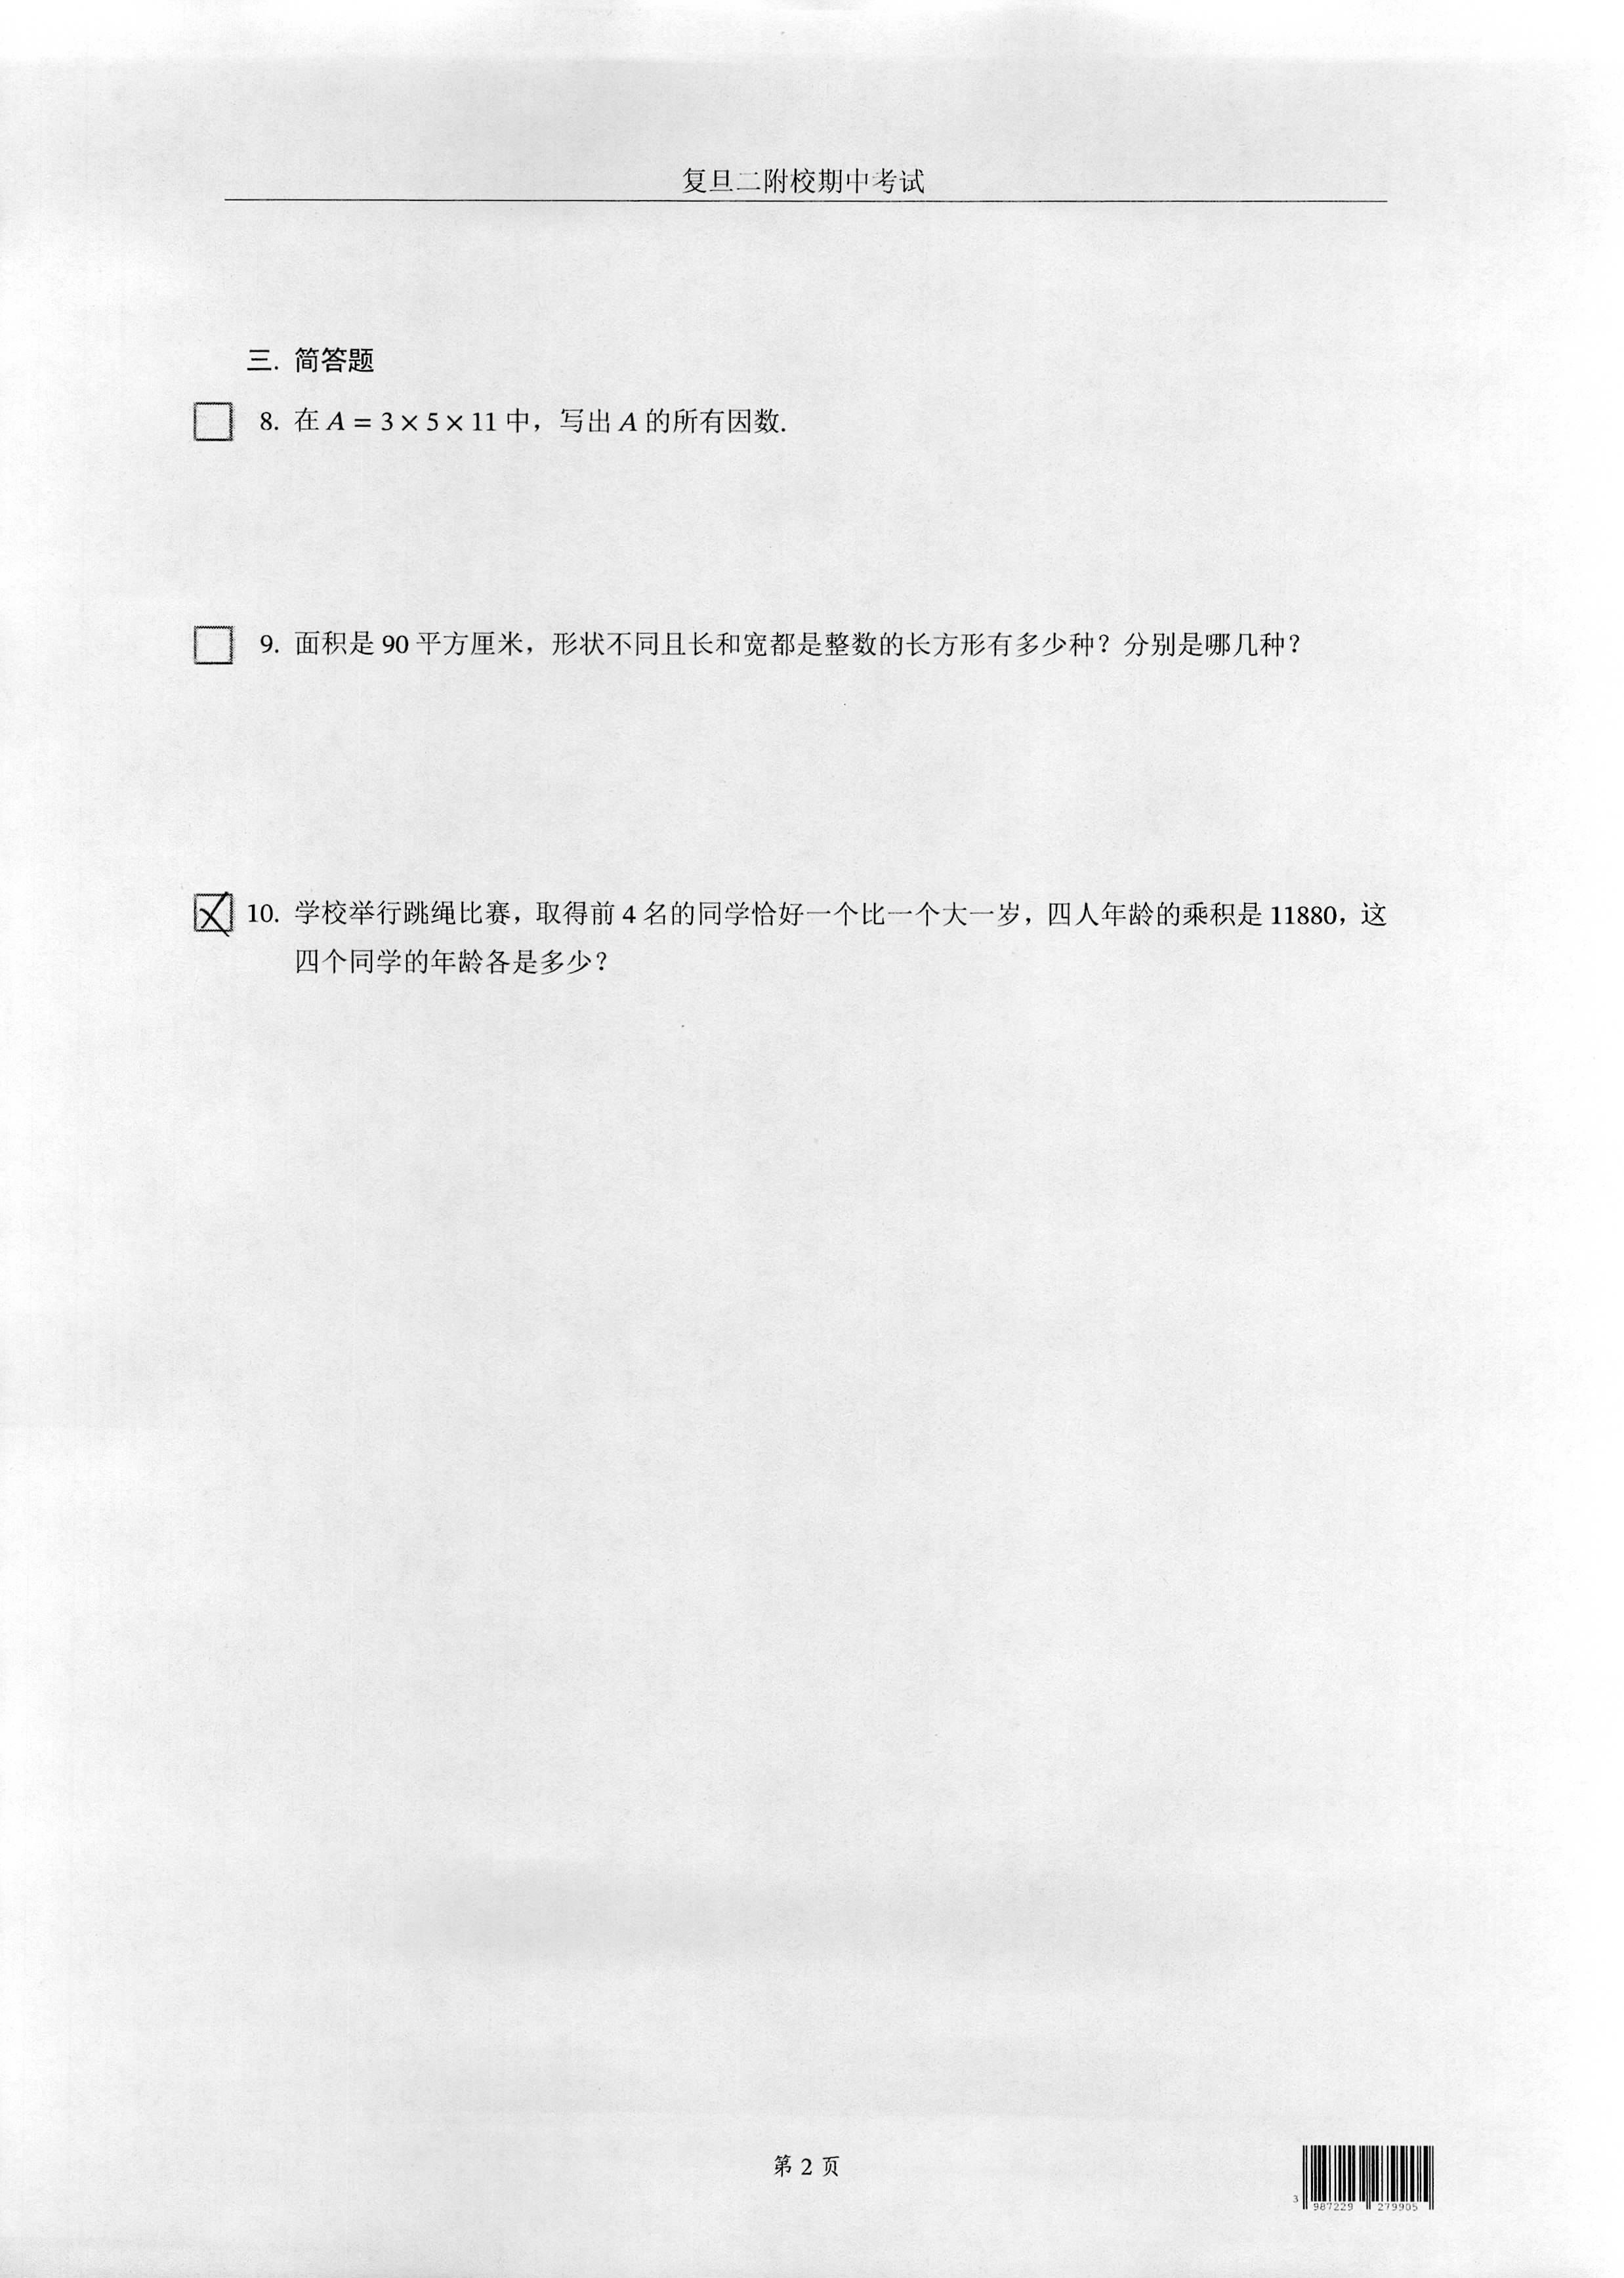 复旦二附校期中考试
三. 简答题
8. 在 A = 3 × 5 × 11 中，写出 A 的所有因数.
9. 面积是 90 平方厘米，形状不同且长和宽都是整数的长方形有多少种？分别是哪几种？
10. 学校举行跳绳比赛，取得前 4 名的同学恰好一个比一个大一岁，四人年龄的乘积是 11880，这
四个同学的年龄各是多少？
第 2 页
3 987229 279905